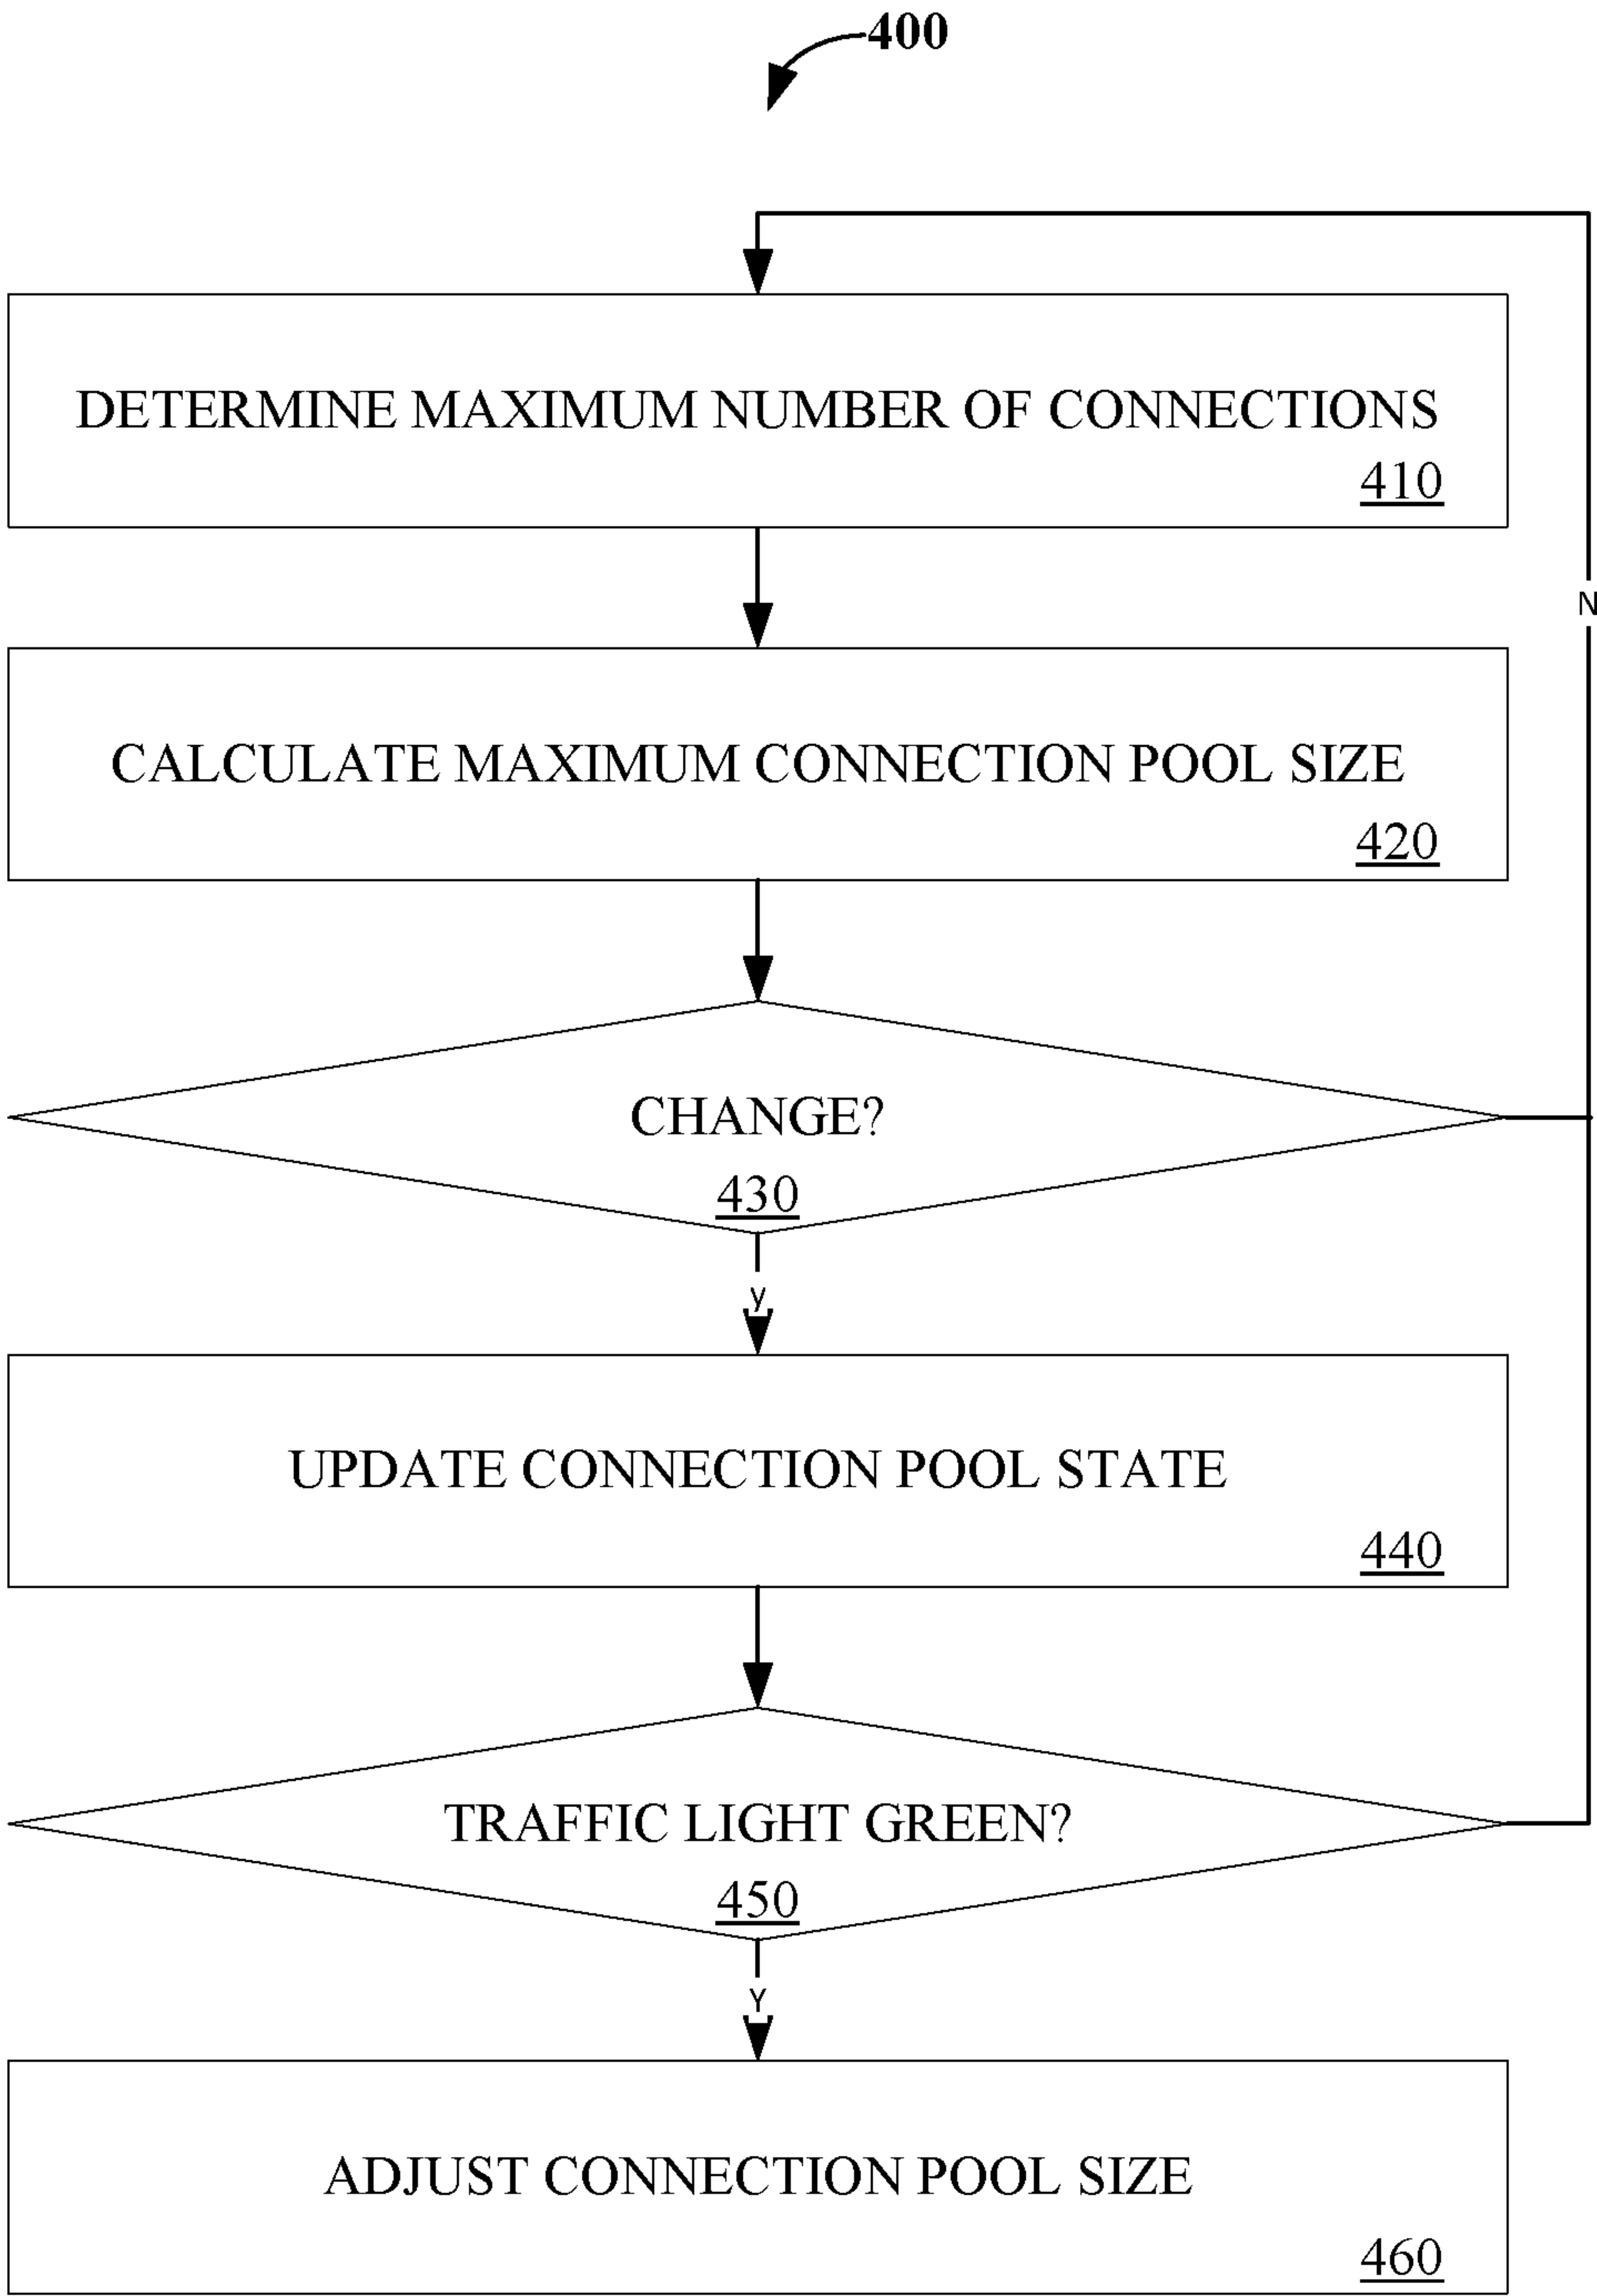 400
DETERMINE MAXIMUM NUMBER OF CONNECTIONS
410
N
CALCULATE MAXIMUM CONNECTION POOL SIZE
420
CHANGE?
430
y
UPDATE CONNECTION POOL STATE
440
TRAFFIC LIGHT GREEN?
450
Y
ADJUST CONNECTION POOL SIZE
460